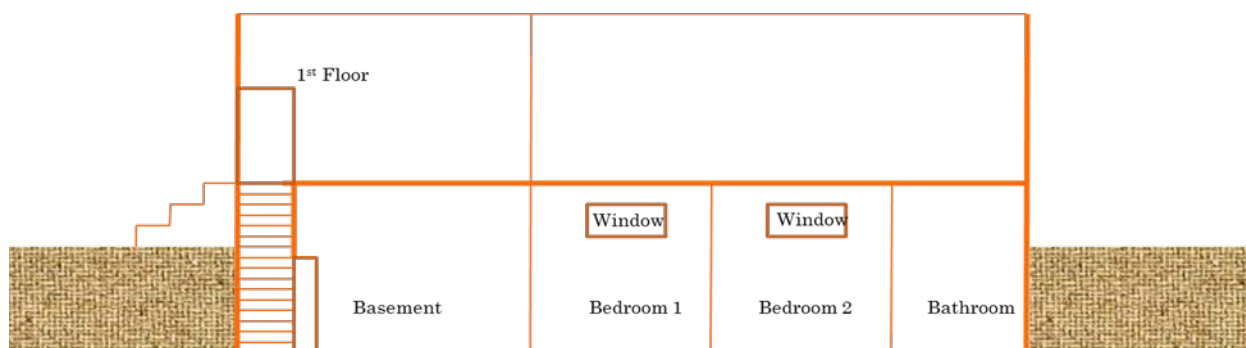 1st Floor
Window
Window
Basement
Bedroom 1
Bedroom 2
Bathroom